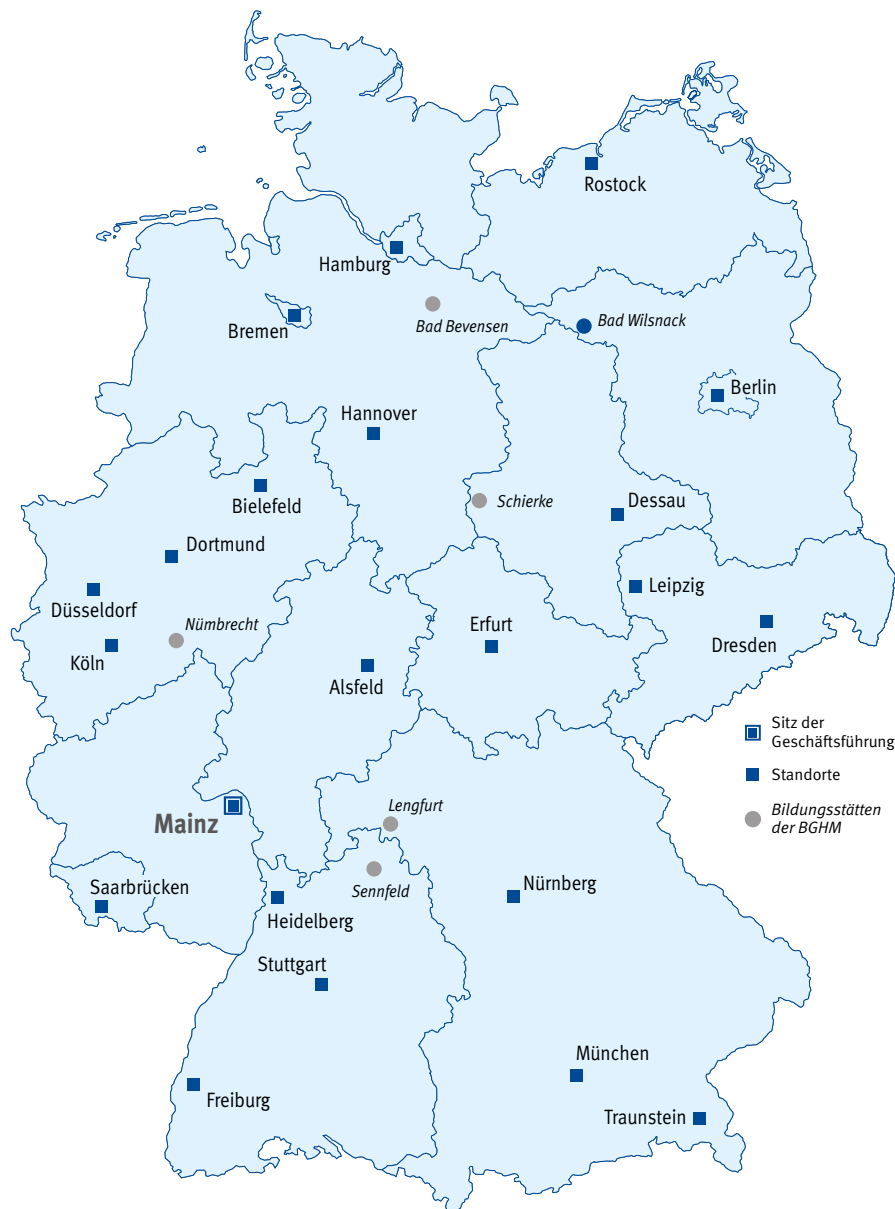 Rostock
Hamburg
Bad Bevensen
Bremen
Bad Wilsnack
Berlin
Hannover
Bielefeld
Schierke
Dessau
Dortmund
Düsseldorf
Leipzig
Nümbrecht
Erfurt
Dresden
Köln
Alsfeld
Sitz der
Geschäftsführung
Standorte
Bildungsstätten
der BGHM
Mainz
Lengfurt
Saarbrücken
Sennfeld
Nürnberg
Heidelberg
Stuttgart
München
Freiburg
Traunstein